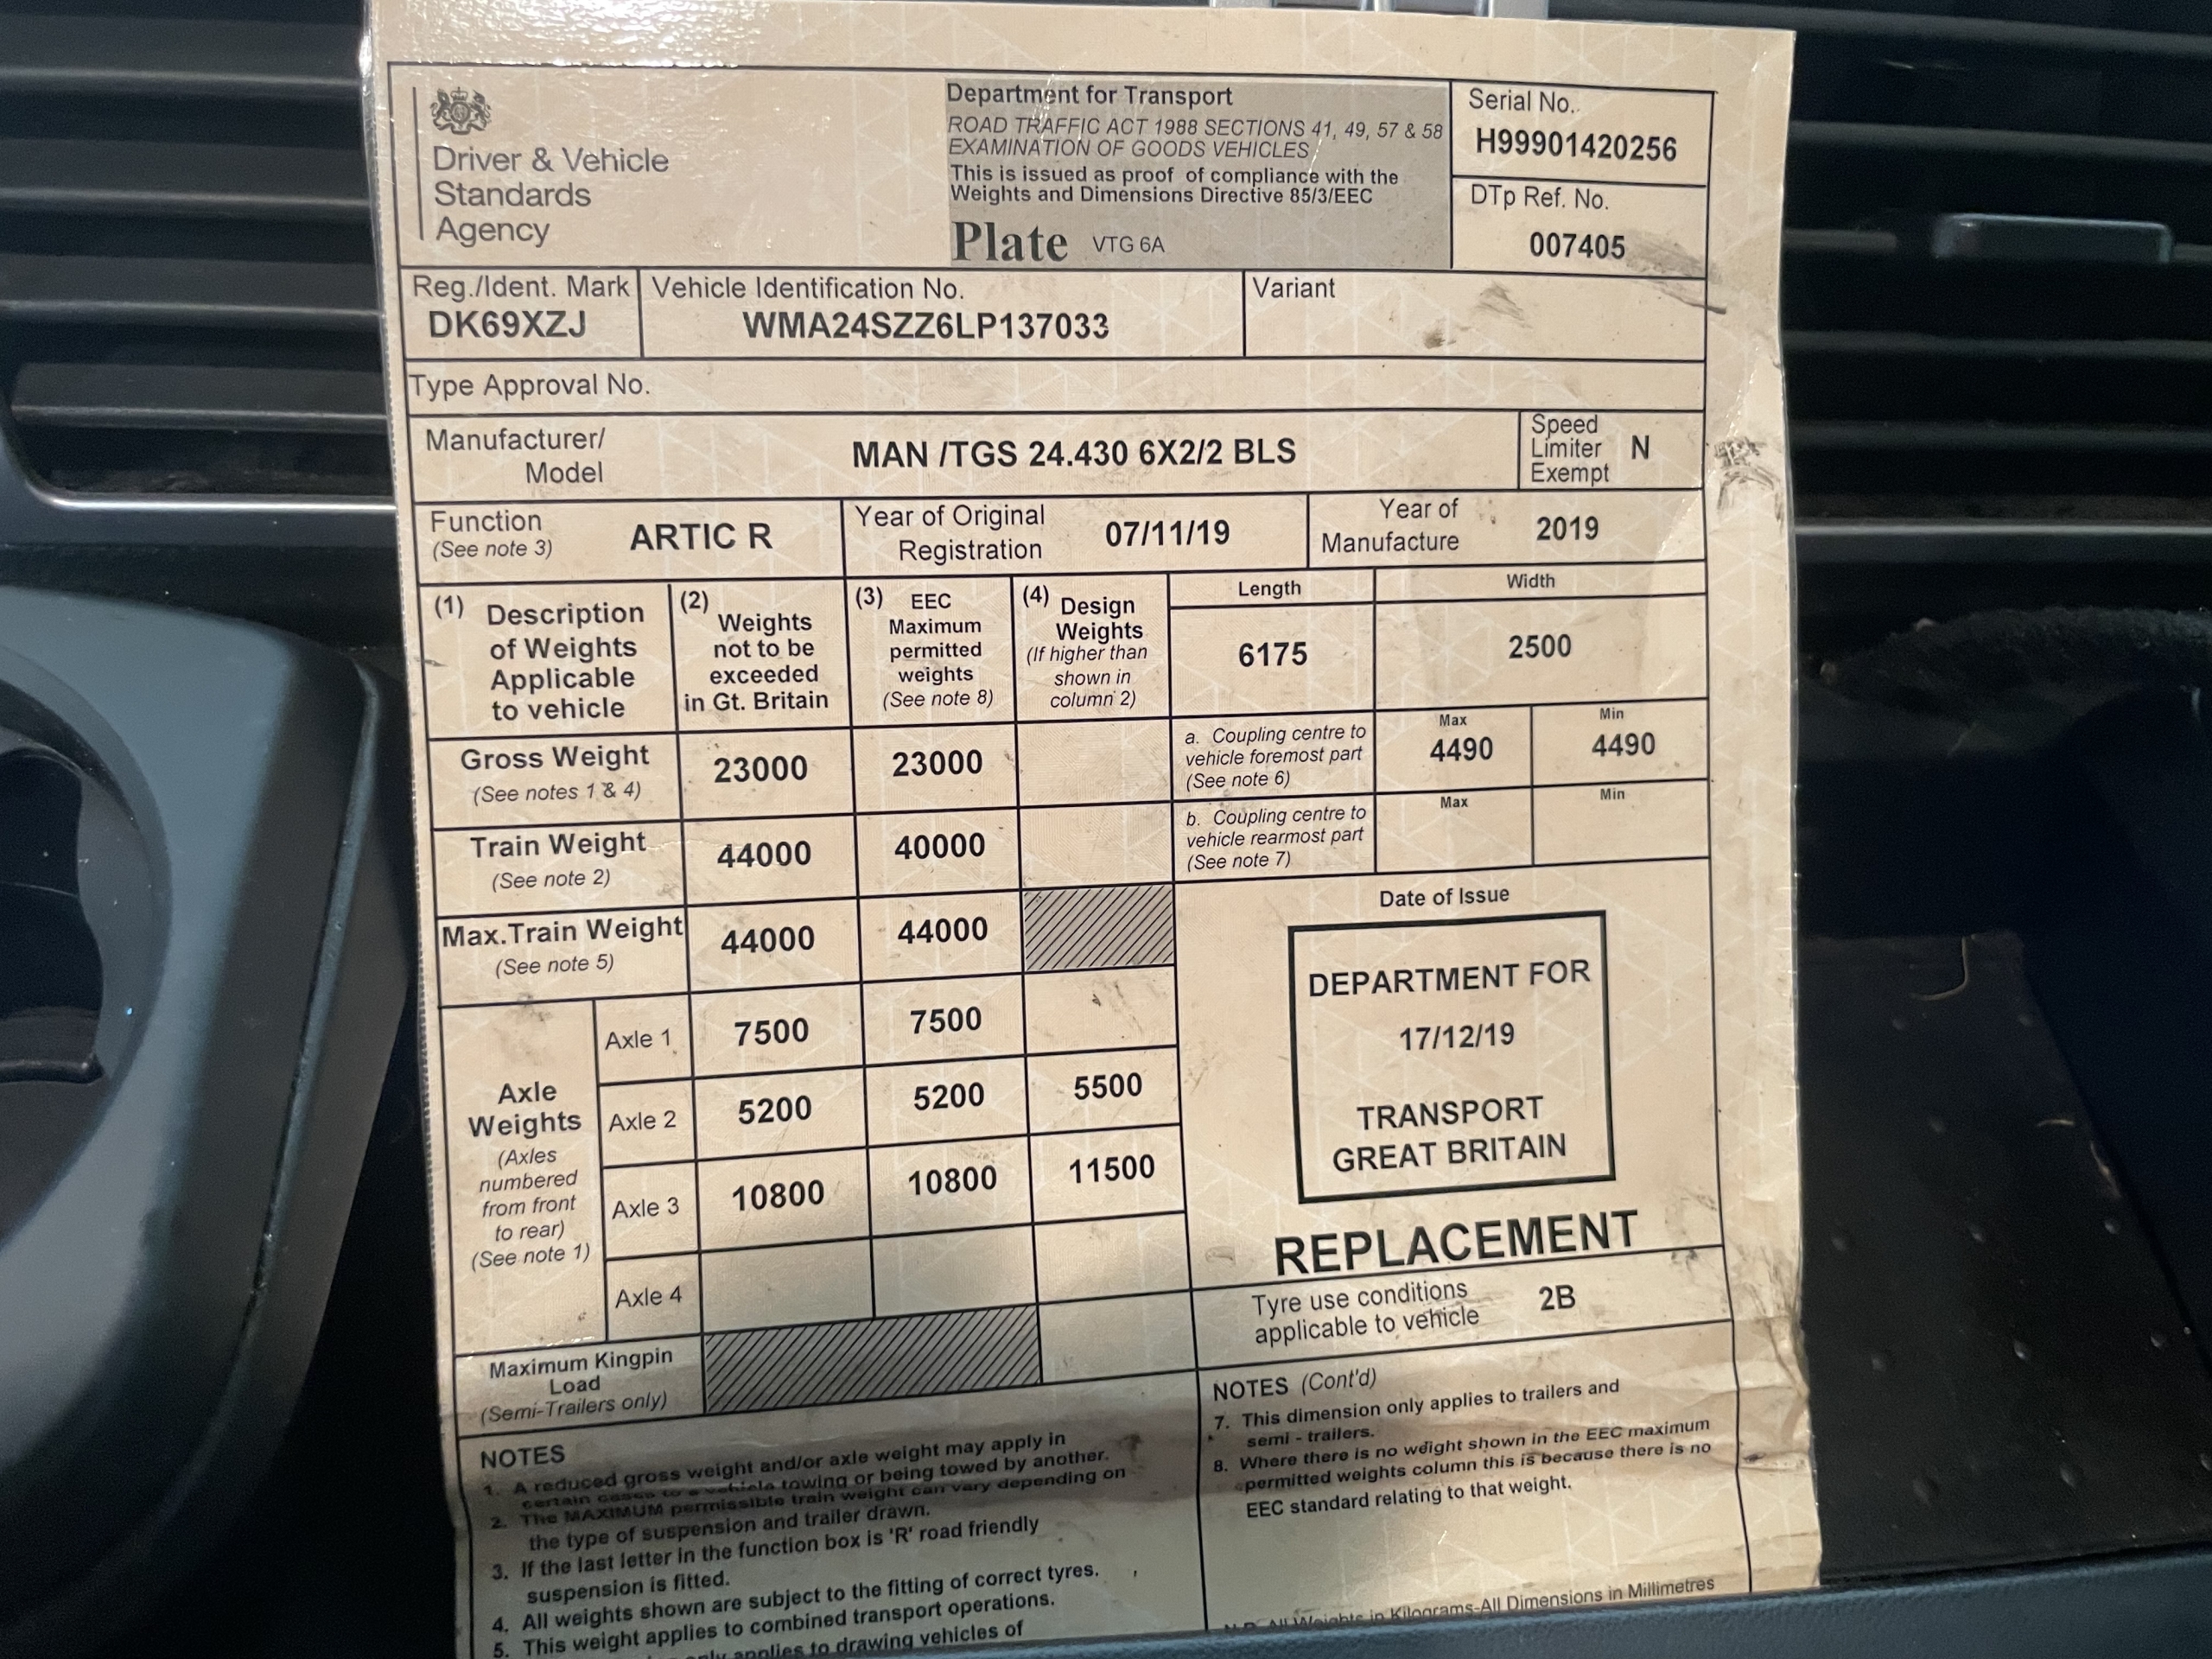 Driver & Vehicle
Standards
Agency
Department for Transport
ROAD TRAFFIC ACT 1988 SECTIONS 41, 49, 57 & 58
EXAMINATION OF GOODS VEHICLES
This is issued as proof of compliance with the
Weights and Dimensions Directive 85/3/EEC
Plate VTG 6A
Serial No.
H99901420256
DTp Ref. No.
007405
Reg./Ident. Mark
DK69XZJ
Vehicle Identification No.
WMA24SZZ6LP137033
Variant
Type Approval No.
Manufacturer/
Model
MAN /TGS 24.430 6X2/2 BLS
Speed
Limiter
Exempt
N
Function
(See note 3)
ARTIC R
Year of Original
Registration
07/11/19
Year of
Manufacture
2019
(1) Description
of Weights
Applicable
to vehicle
(2) Weights
not to be
exceeded
in Gt. Britain
(3) EEC
Maximum
permitted
weights
(See note 8)
(4) Design
Weights
(If higher than
shown in
column 2)
Length
6175
Width
2500
Gross Weight
(See notes 1 & 4)
23000
23000
a. Coupling centre to
vehicle foremost part
(See note 6)
Max
4490
Min
4490
Train Weight
(See note 2)
44000
40000
b. Coupling centre to
vehicle rearmost part
(See note 7)
Max
Min
Max.Train Weight
(See note 5)
44000
44000
Axle
Weights
(Axles
numbered
from front
to rear)
(See note 1)
Axle 1
7500
7500
Axle 2
5200
5200
5500
Axle 3
10800
10800
11500
Axle 4
Maximum Kingpin
Load
(Semi-Trailers only)
Date of Issue
DEPARTMENT FOR
17/12/19
TRANSPORT
GREAT BRITAIN
REPLACEMENT
Tyre use conditions
applicable to vehicle
2B
NOTES
1. A reduced gross weight and/or axle weight may apply in
certain cases to a vehicle towing or being towed by another.
2. The MAXIMUM permissible train weight can vary depending on
the type of suspension and trailer drawn.
3. If the last letter in the function box is 'R' road friendly
suspension is fitted.
4. All weights shown are subject to the fitting of correct tyres.
5. This weight applies to combined transport operations.
only applies to drawing vehicles of
NOTES (Cont'd)
7. This dimension only applies to trailers and
semi - trailers.
8. Where there is no weight shown in the EEC maximum
permitted weights column this is because there is no
EEC standard relating to that weight.
All Weights in Kilograms-All Dimensions in Millimetres